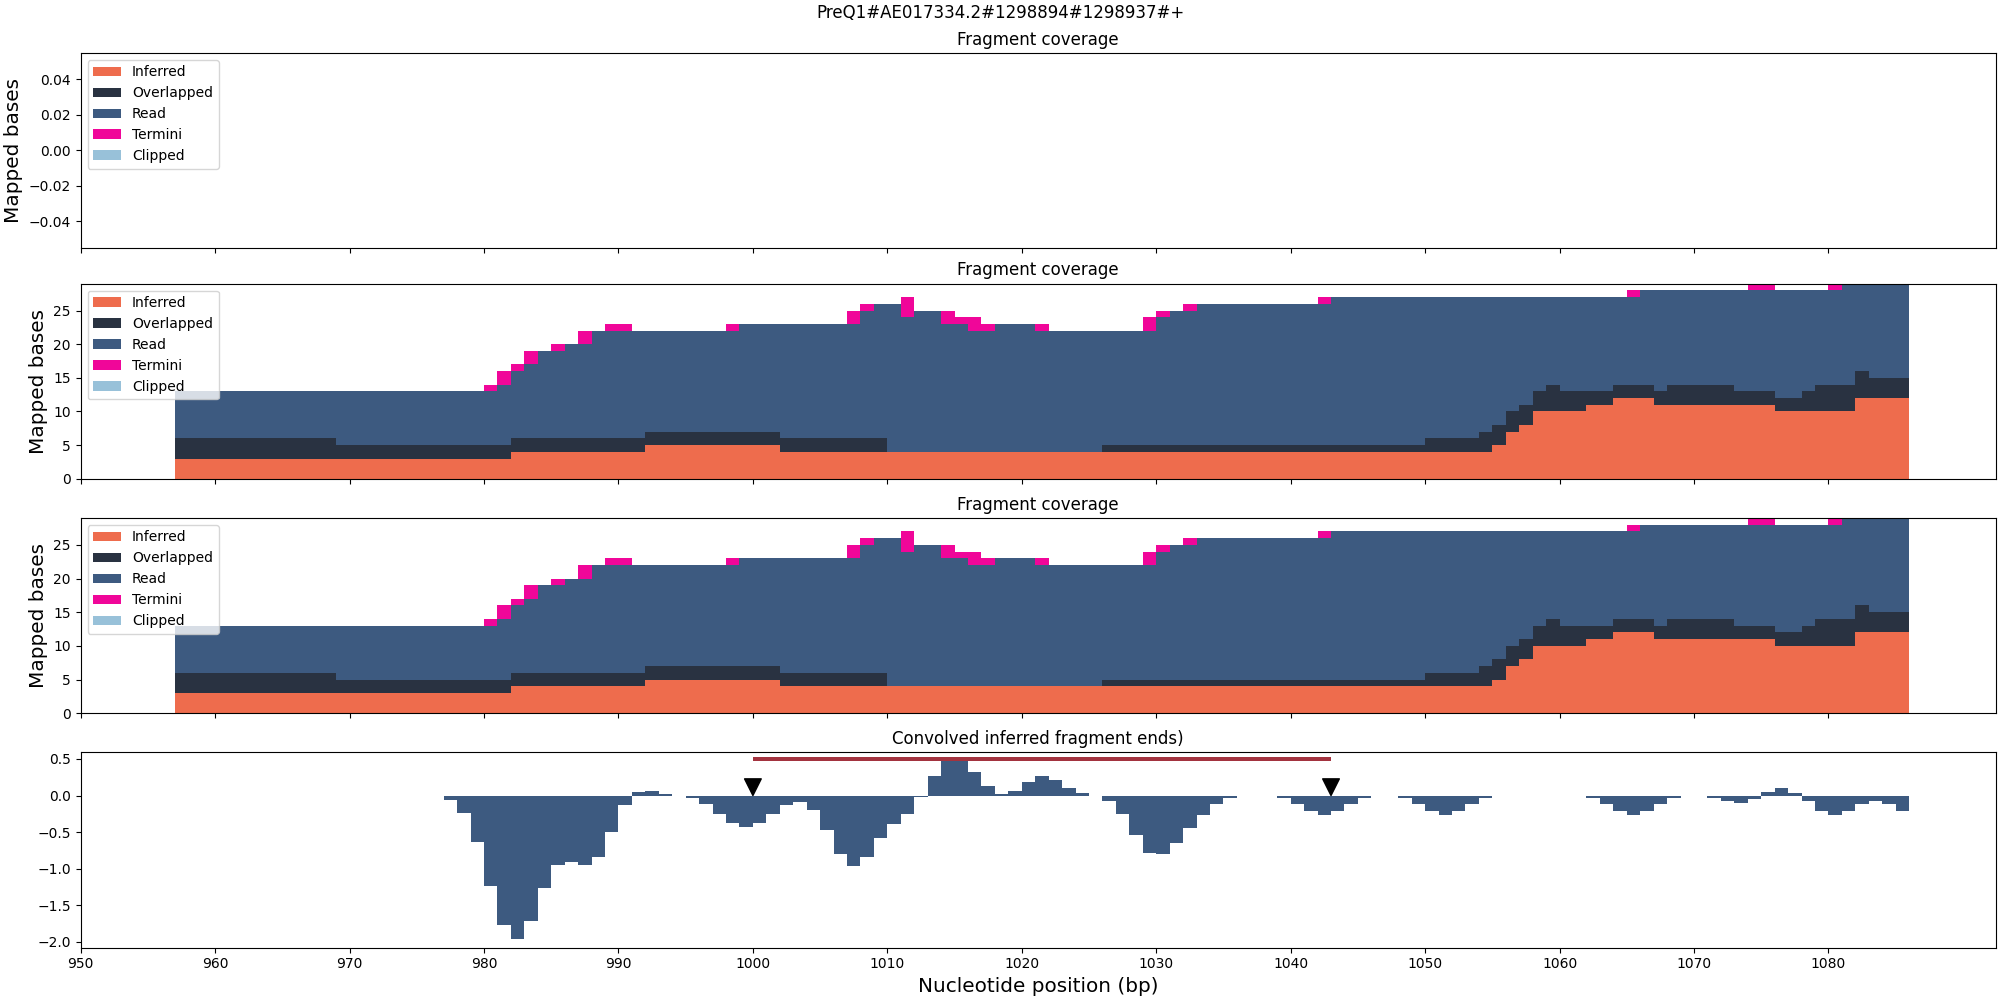 PreQ1#AE017334.2#1298894#1298937#+
Fragment coverage
Mapped bases
0.04
0.02
0.00
−0.02
−0.04
Inferred
Overlapped
Read
Termini
Clipped
Fragment coverage
Mapped bases
25
20
15
10
5
0
Inferred
Overlapped
Read
Termini
Clipped
Fragment coverage
Mapped bases
25
20
15
10
5
0
Inferred
Overlapped
Read
Termini
Clipped
Convolved inferred fragment ends)
0.5
0.0
−0.5
−1.0
−1.5
−2.0
950 960 970 980 990 1000 1010 1020 1030 1040 1050 1060 1070 1080
Nucleotide position (bp)